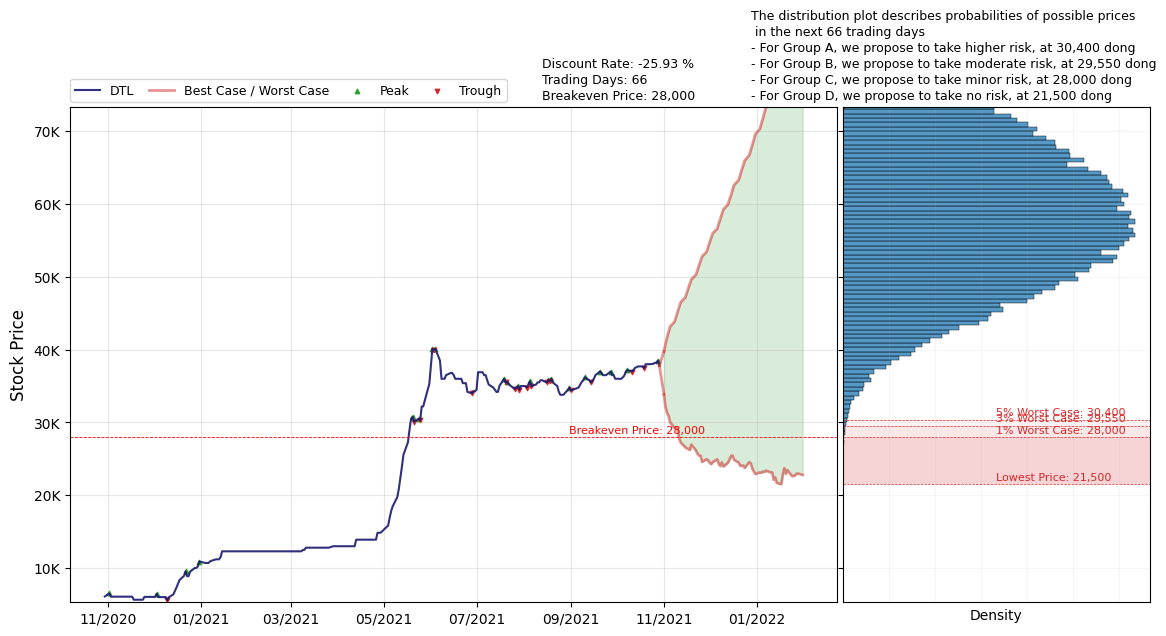 The distribution plot describes probabilities of possible prices
in the next 66 trading days
- For Group A, we propose to take higher risk, at 30,400 dong
- For Group B, we propose to take moderate risk, at 29,550 dong
- For Group C, we propose to take minor risk, at 28,000 dong
- For Group D, we propose to take no risk, at 21,500 dong
Discount Rate: -25.93 %
Trading Days: 66
Breakeven Price: 28,000
DTL
Best Case / Worst Case
Peak
Trough
Stock Price
70K
60K
50K
40K
30K
20K
10K
Breakeven Price: 28,000
5% Worst Case: 30,400
3% Worst Case: 29,550
1% Worst Case: 28,000
Lowest Price: 21,500
11/2020
01/2021
03/2021
05/2021
07/2021
09/2021
11/2021
01/2022
Density